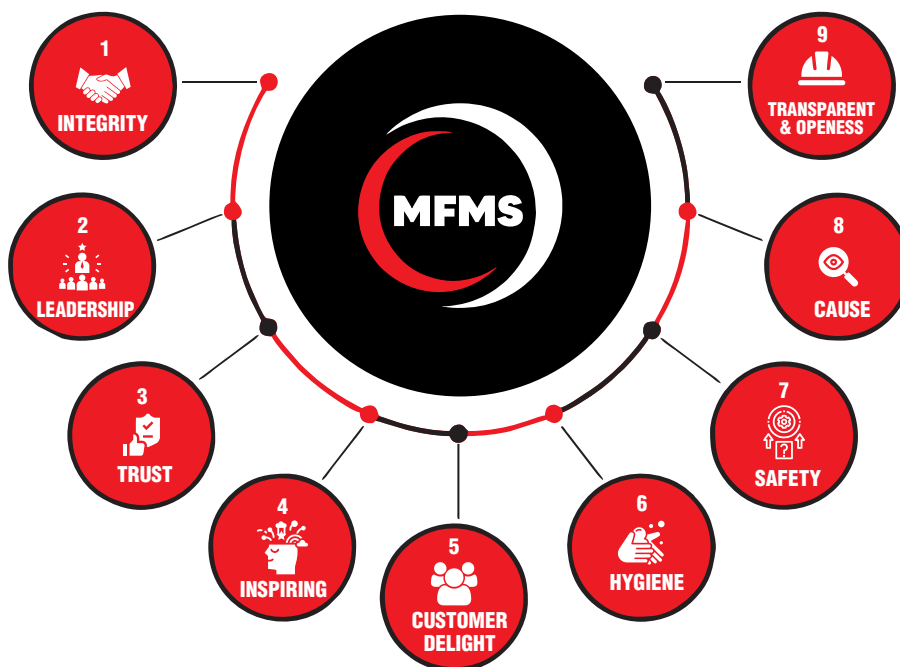 MFMS
1
INTEGRITY
2
LEADERSHIP
3
TRUST
4
INSPIRING
5
CUSTOMER
DELIGHT
6
HYGIENE
7
?
SAFETY
8
CAUSE
9
TRANSPARENT
& OPENESS